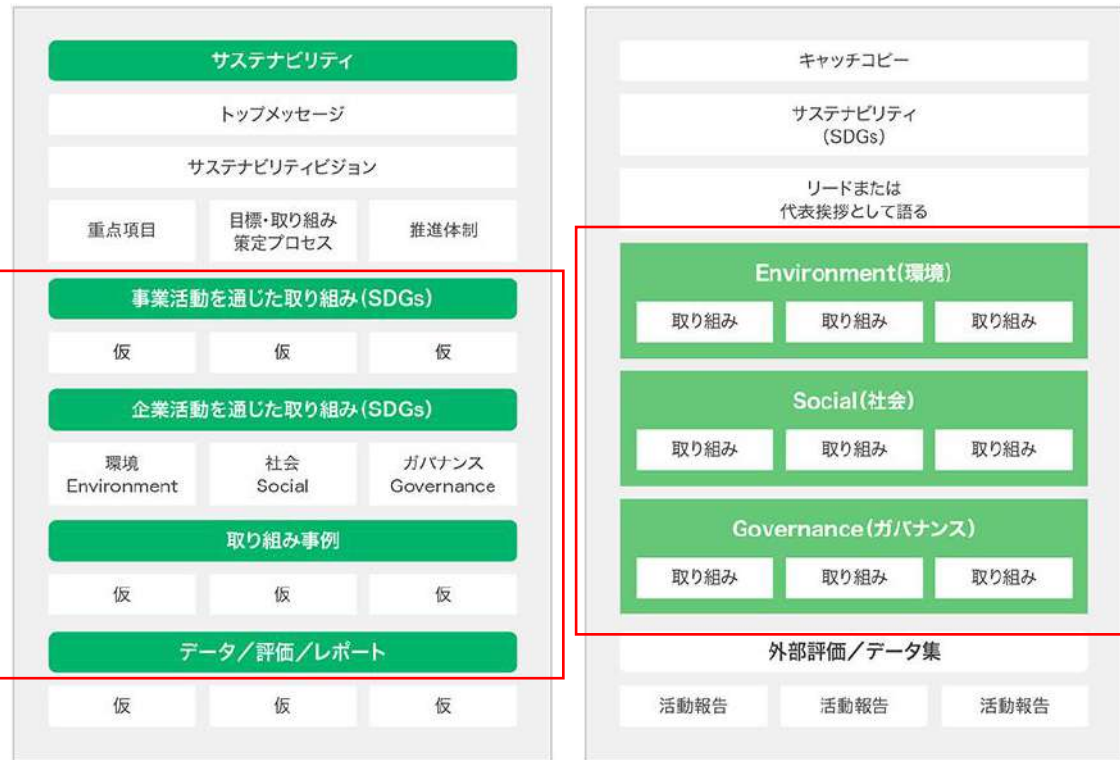 サステナビリティ
トップメッセージ
サステナビリティビジョン
重点項目
目標・取り組み
策定プロセス
推進体制
事業活動を通じた取り組み(SDGs)
仮
仮
仮
企業活動を通じた取り組み(SDGs)
環境
Environment
社会
Social
ガバナンス
Governance
取り組み事例
仮
仮
仮
データ／評価／レポート
仮
仮
仮
キャッチコピー
サステナビリティ
(SDGs)
リードまたは
代表挨拶として語る
Environment(環境)
取り組み
取り組み
取り組み
Social(社会)
取り組み
取り組み
取り組み
Governance(ガバナンス)
取り組み
取り組み
取り組み
外部評価／データ集
活動報告
活動報告
活動報告